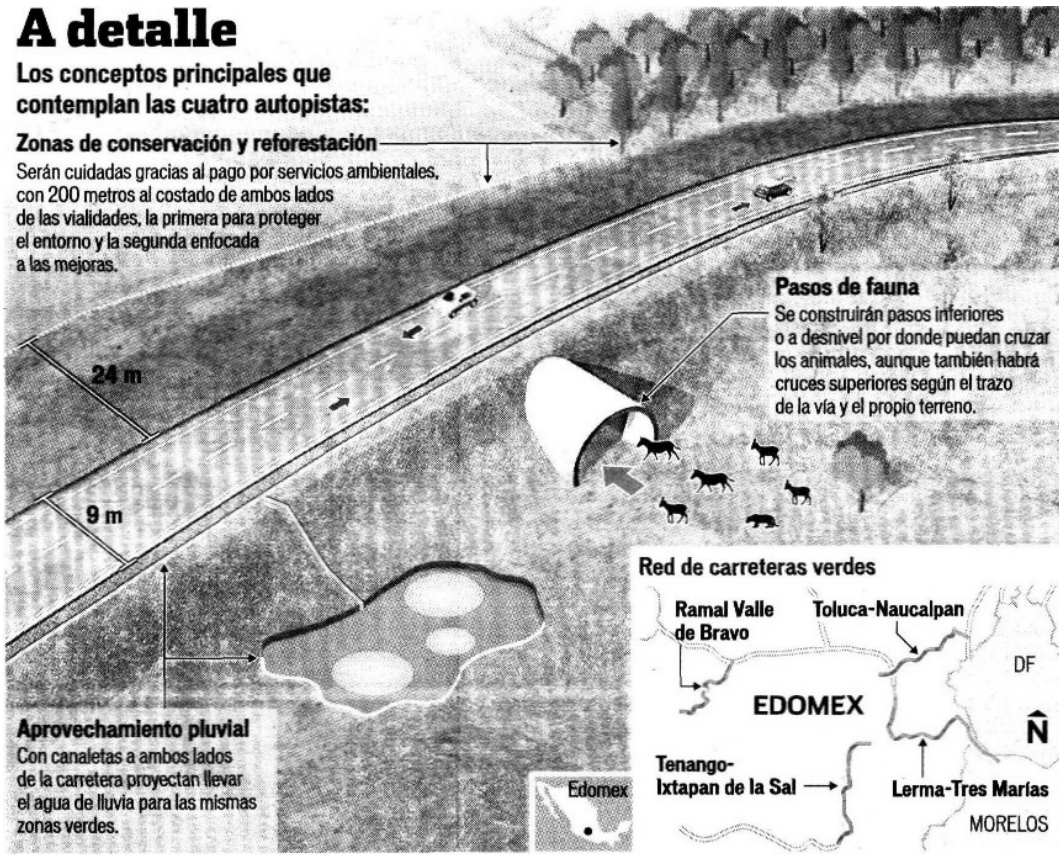 A detalle
Los conceptos principales que
contemplan las cuatro autopistas:
Zonas de conservación y reforestación
Serán cuidadas gracias al pago por servicios ambientales,
con 200 metros al costado de ambos lados
de las vialidades, la primera para proteger
el entorno y la segunda enfocada
a las mejoras.
24 m
9 m
Pasos de fauna
Se construirán pasos inferiores
o a desnivel por donde puedan cruzar
los animales, aunque también habrá
cruces superiores según el trazo
de la vía y el propio terreno.
Aprovechamiento pluvial
Con canaletas a ambos lados
de la carretera proyectan llevar
el agua de lluvia para las mismas
zonas verdes.
Edomex
Red de carreteras verdes
Ramal Valle
de Bravo
Toluca-Naucalpan
DF
EDOMEX
N
Tenango-
Ixtapan de la Sal
Lerma-Tres Marías
MORELOS